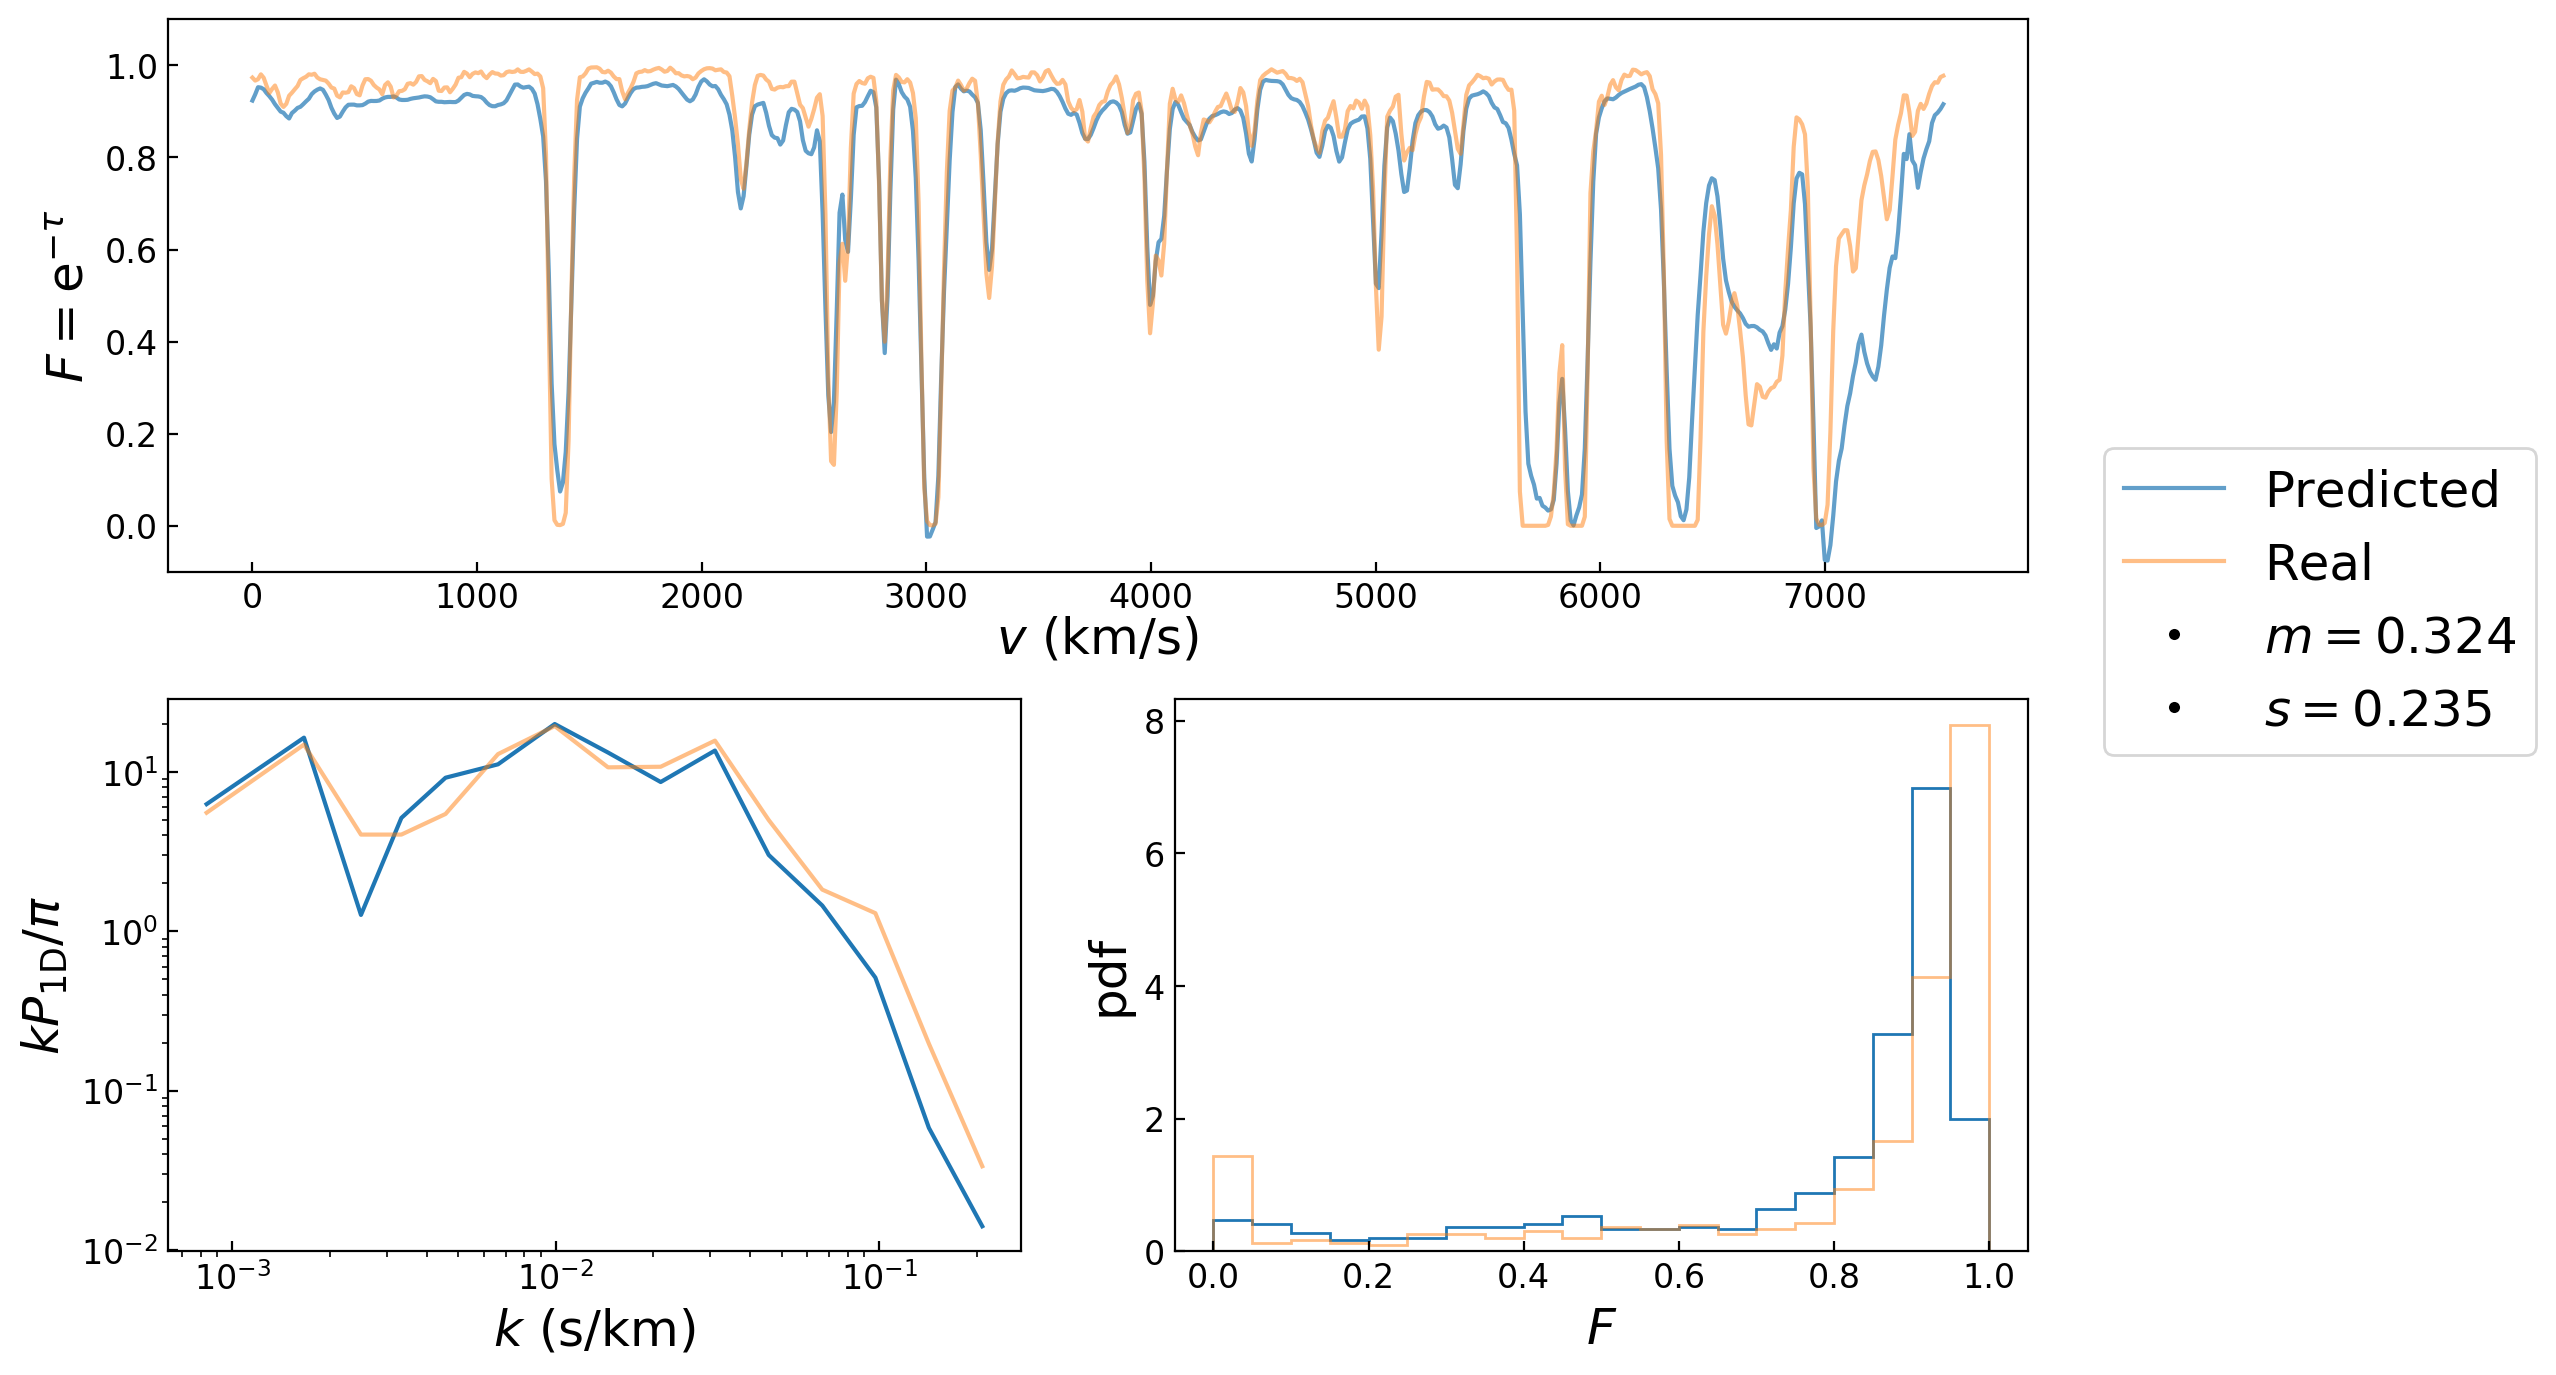 1.0
0.8
0.6
0.4
0.2
0.0
F = e^{−τ}
0 1000 2000 3000 4000 5000 6000 7000
v (km/s)
Predicted
Real
m = 0.324
s = 0.235
10^1
10^0
10^{−1}
10^{−2}
kP_{1D}/π
10^{−3} 10^{−2} 10^{−1}
k (s/km)
8
6
4
2
0
pdf
0.0 0.2 0.4 0.6 0.8 1.0
F